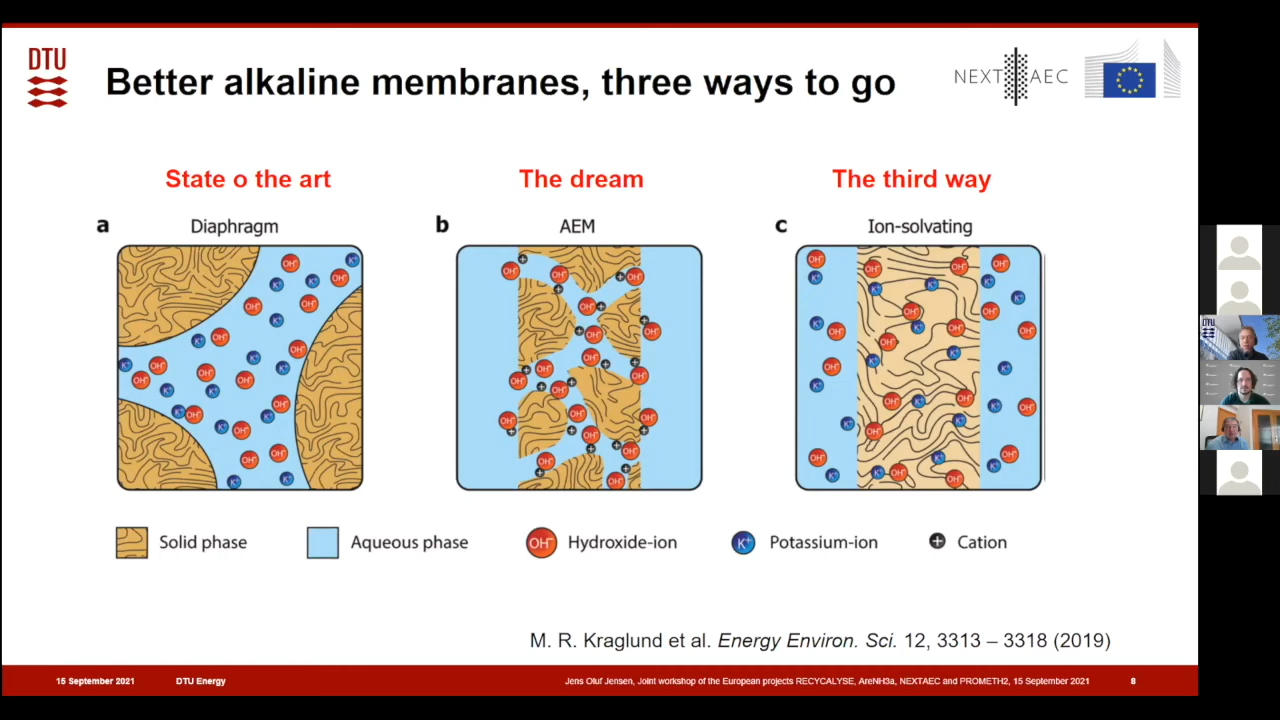 DTU
Better alkaline membranes, three ways to go
NEXT AEC
State o the art
The dream
The third way
a
Diaphragm
b
AEM
c
Ion-solvating
Solid phase
Aqueous phase
OH⁻
Hydroxide-ion
K⁺
Potassium-ion
+
Cation
M. R. Kraglund et al. Energy Environ. Sci. 12, 3313 – 3318 (2019)
15 September 2021
DTU Energy
Jens Oluf Jensen, Joint workshop of the European projects RECYCALYSE, AreNH3a, NEXTAEC and PROMETH2, 15 September 2021
8
DTU